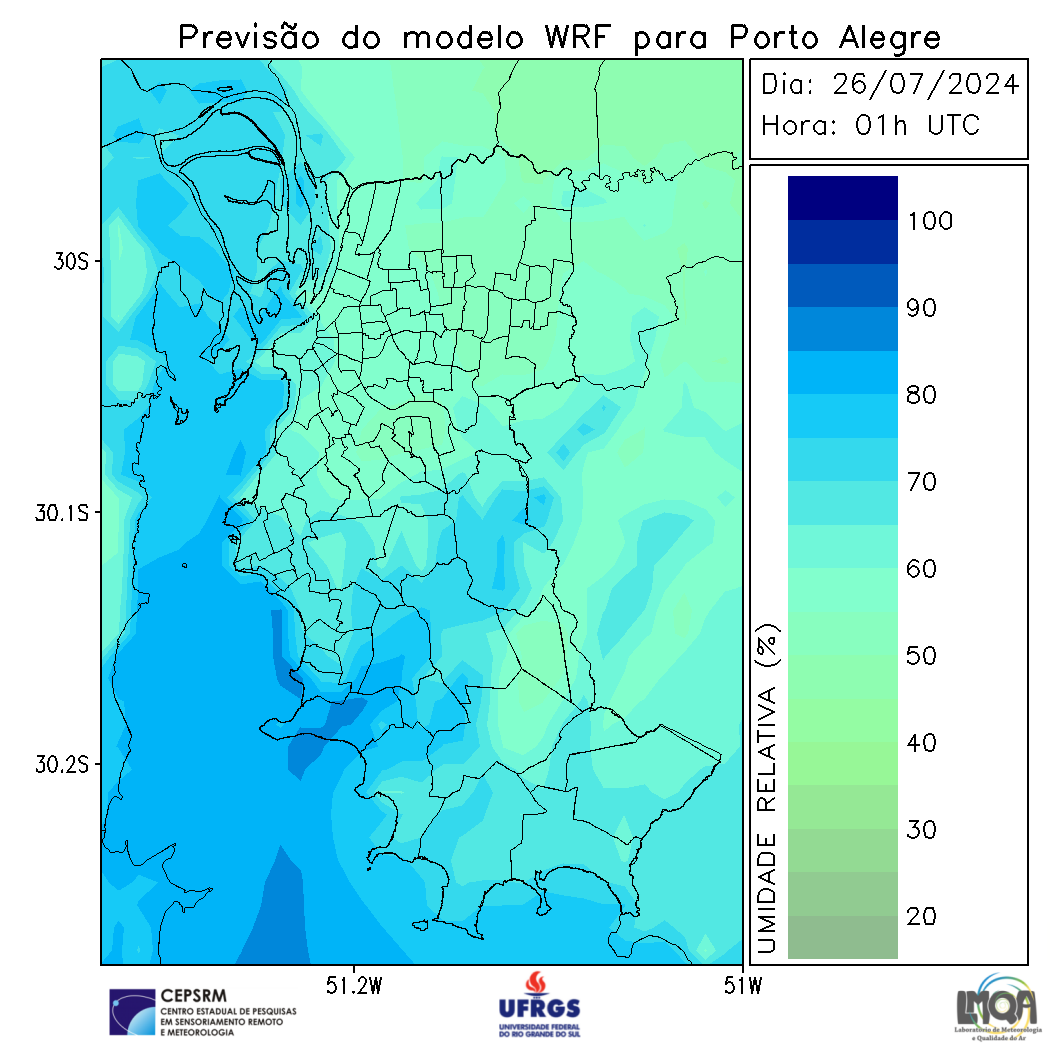 Previsão do modelo WRF para Porto Alegre
Dia: 26/07/2024
Hora: 01h UTC
100
90
80
70
60
50
40
30
20
UMIDADE RELATIVA (%)
30S
30.1S
30.2S
51.2W
51W
CEPSRM
CENTRO ESTADUAL DE PESQUISAS
EM SENSORIAMENTO REMOTO
E METEOROLOGIA
UFRGS
UNIVERSIDADE FEDERAL
DO RIO GRANDE DO SUL
LMQA
Laboratório de Meteorologia
e Qualidade do Ar